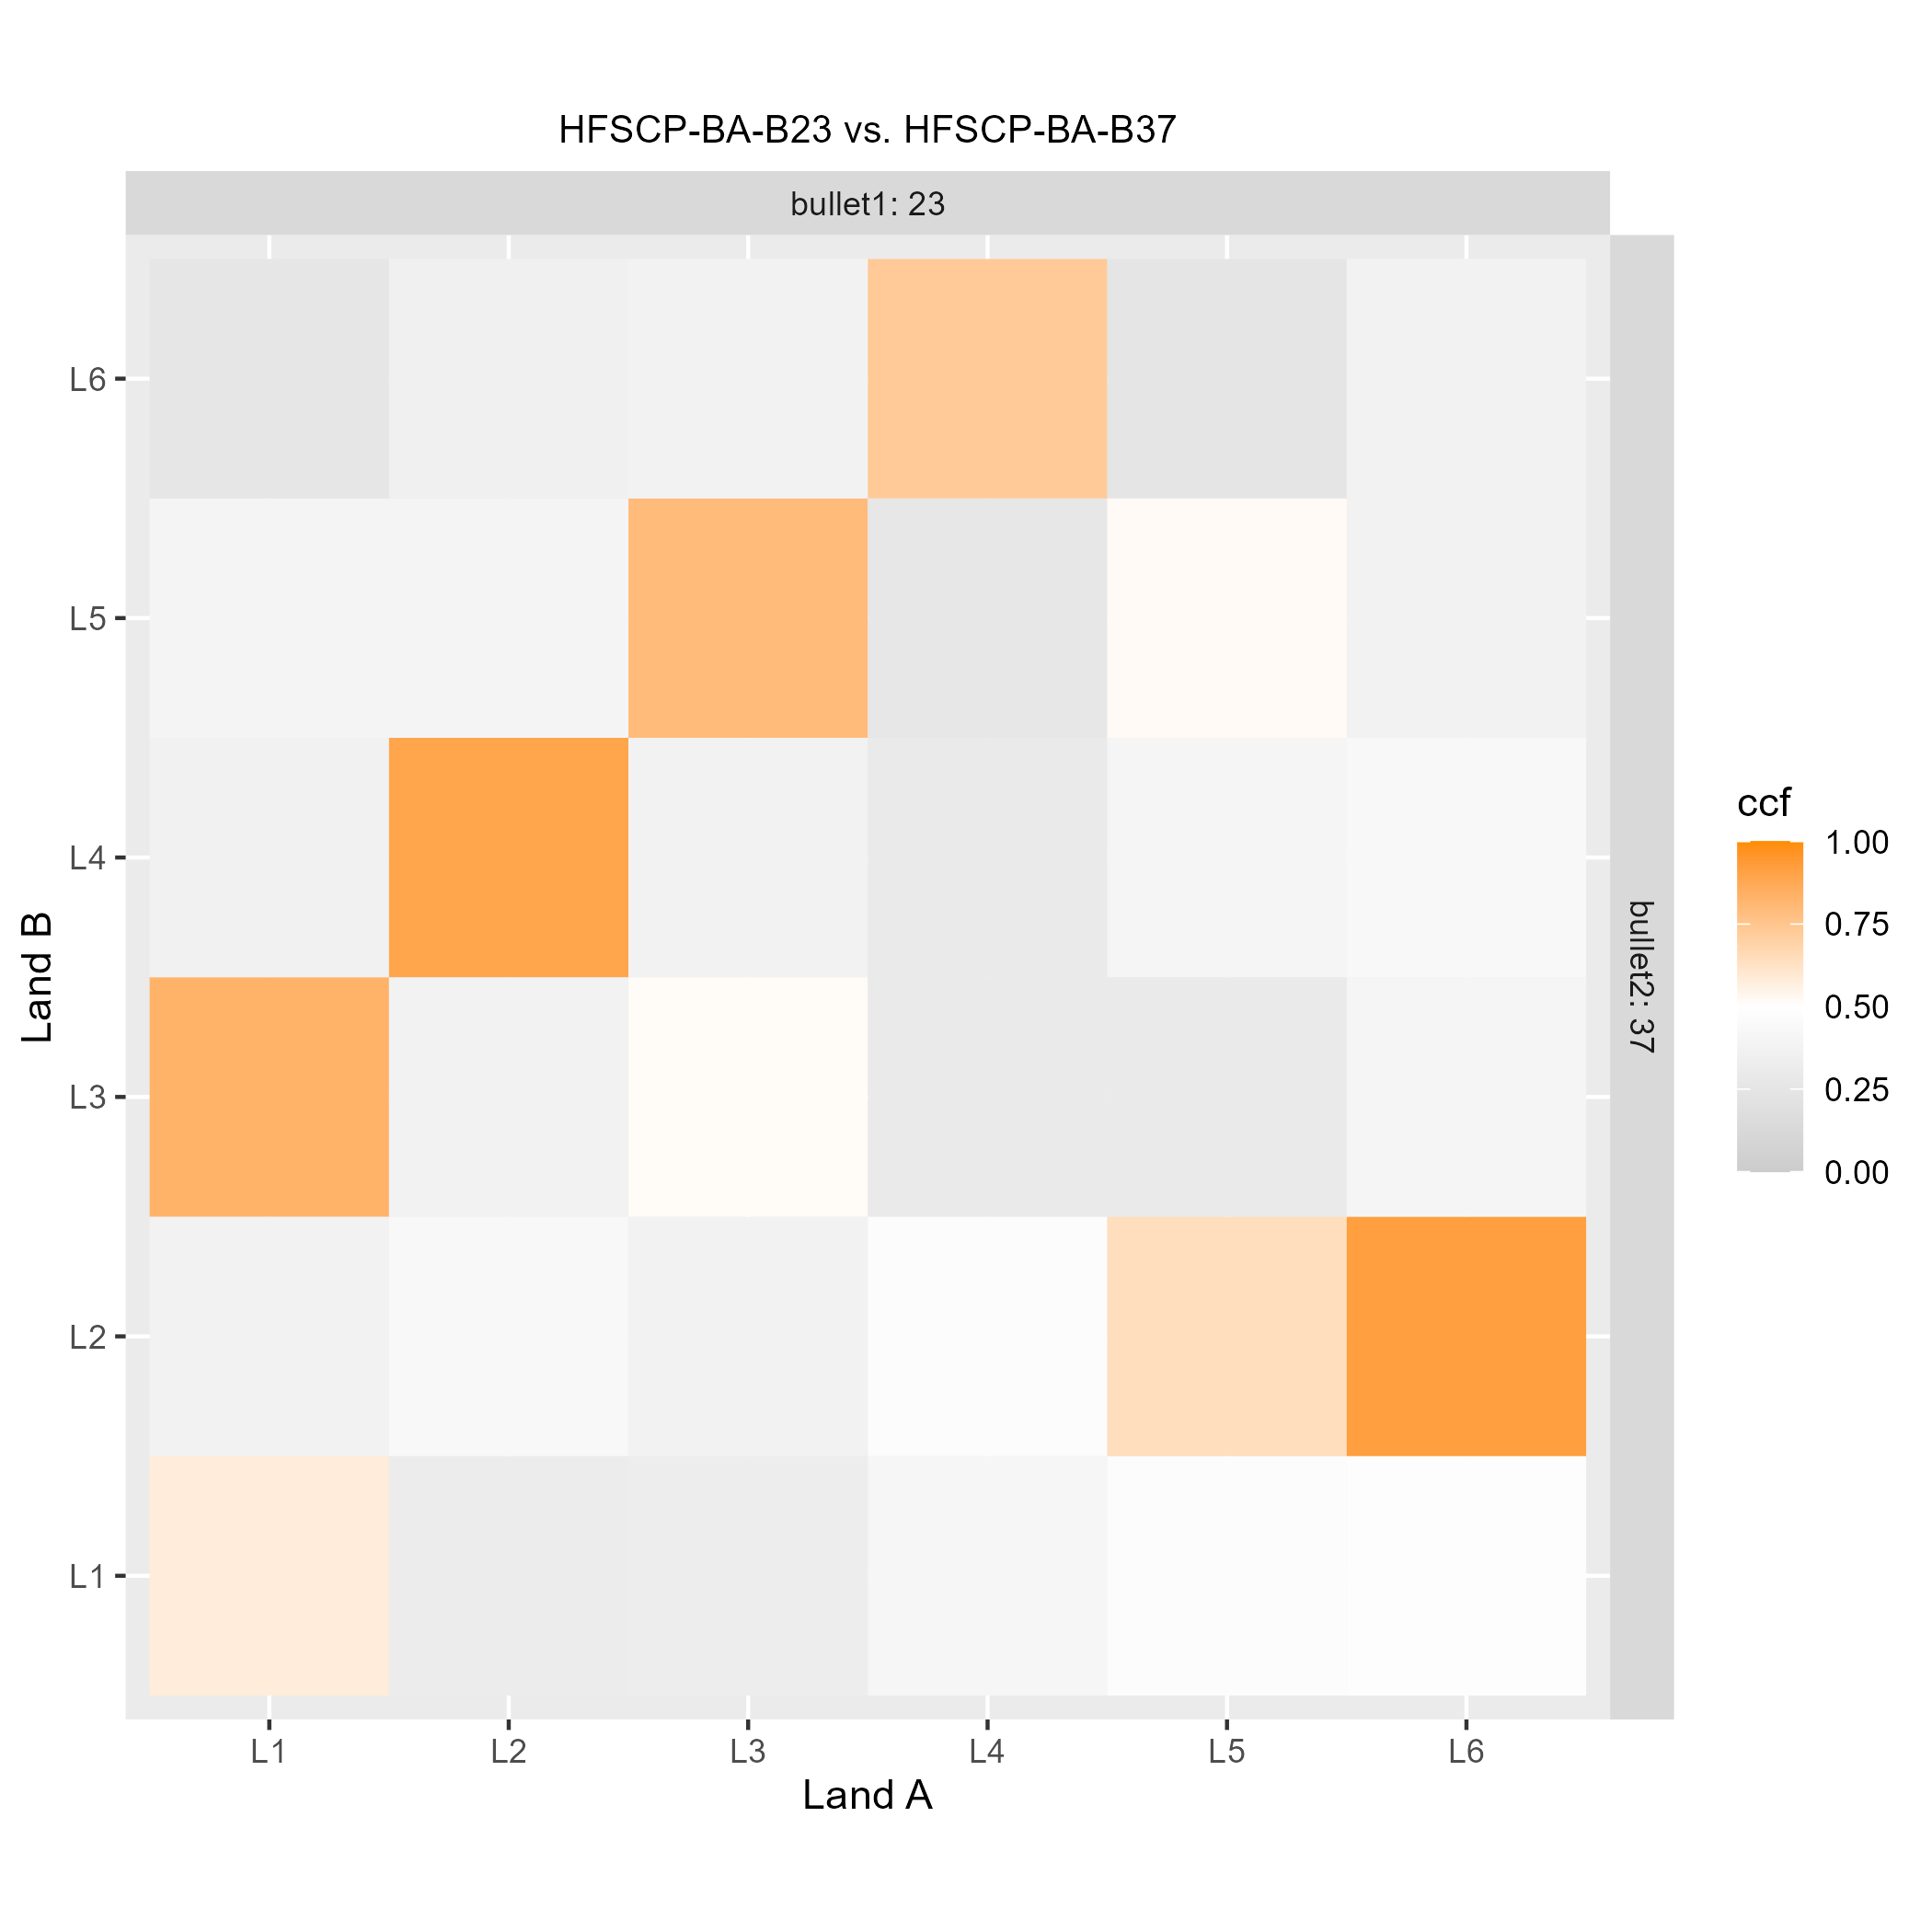 HFSCP-BA-B23 vs. HFSCP-BA-B37
bullet1: 23
L6
L5
L4
L3
L2
L1
Land B
bullet2: 37
L1 L2 L3 L4 L5 L6
Land A
ccf
1.00
0.75
0.50
0.25
0.00